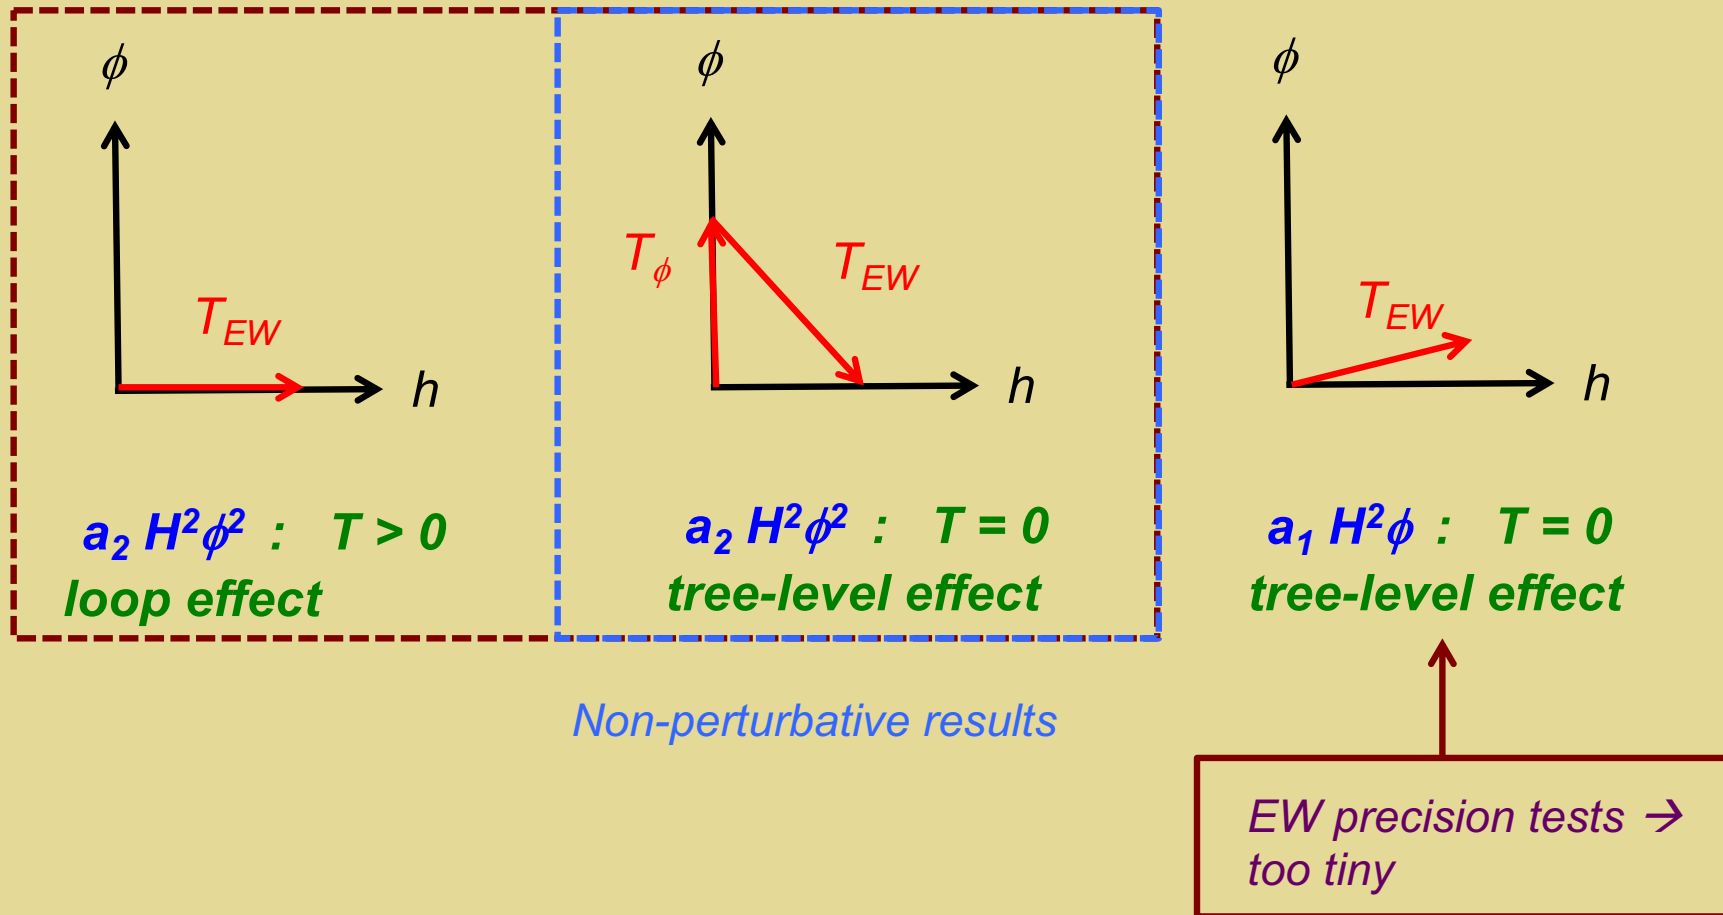 ϕ
T_EW
h
a₂ H²ϕ² : T > 0
loop effect
ϕ
T_ϕ
T_EW
h
a₂ H²ϕ² : T = 0
tree-level effect
ϕ
T_EW
h
a₁ H²ϕ : T = 0
tree-level effect
Non-perturbative results
EW precision tests →
too tiny